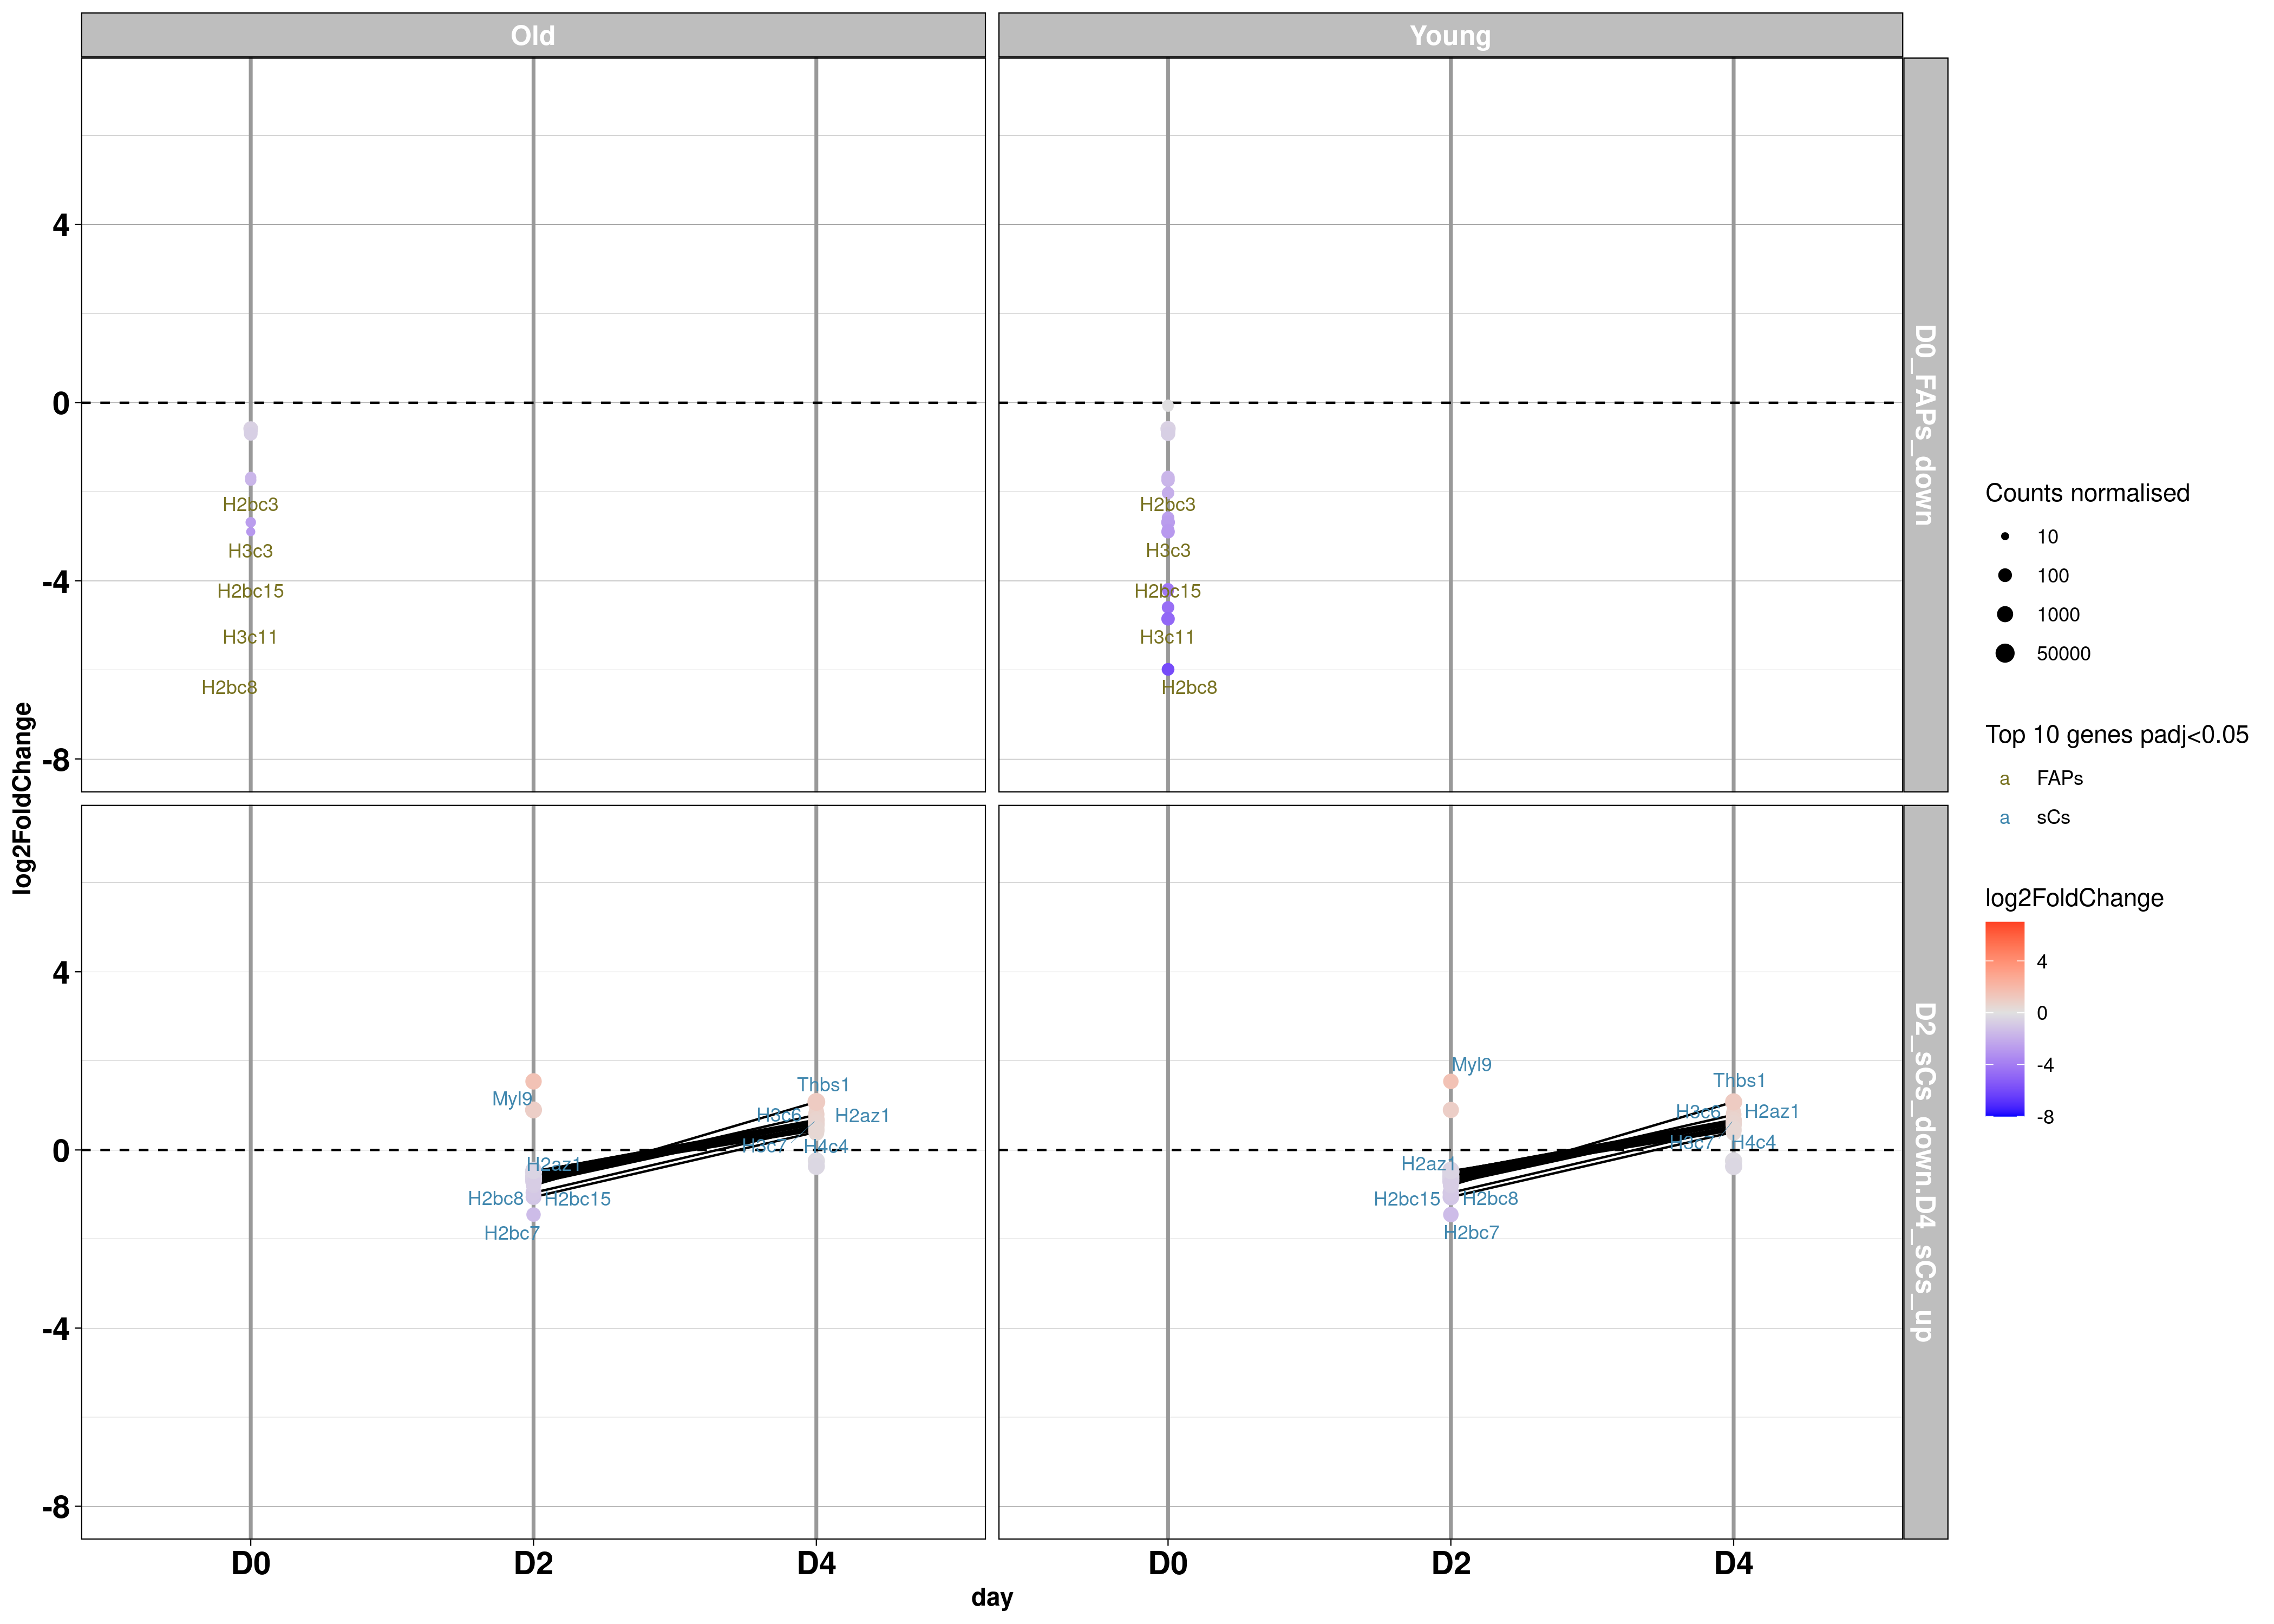 Old
Young
D0_FAPs_down
D2_sCs_down.D4_sCs_up
log2FoldChange
4
0
-4
-8
H2bc3
H3c3
H2bc15
H3c11
H2bc8
H2bc3
H3c3
H2bc15
H3c11
H2bc8
4
0
-4
-8
Myl9
H2az1
H2bc8
H2bc15
H2bc7
Thbs1
H3c6
H2az1
H3c7
H4c4
Myl9
H2az1
H2bc15
H2bc8
H2bc7
Thbs1
H3c6
H2az1
H3c7
H4c4
D0
D2
D4
D0
D2
D4
day
Counts normalised
10
100
1000
50000
Top 10 genes padj<0.05
a FAPs
a sCs
log2FoldChange
4
0
-4
-8